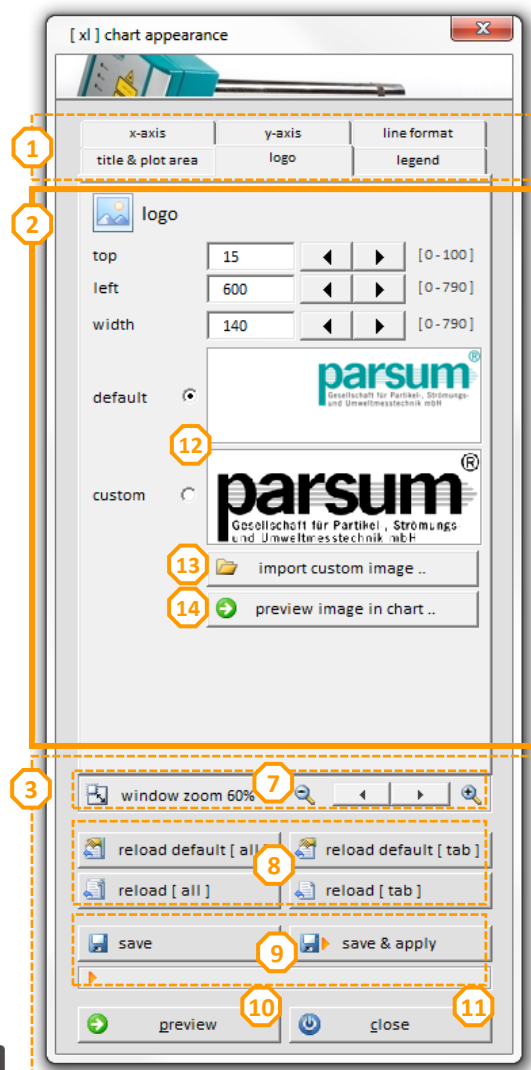 [ xl ] chart appearance
x
x-axis y-axis line format
1
title & plot area logo legend
2
logo
top 15 [ 0 - 100 ]
left 600 [ 0 - 790 ]
width 140 [ 0 - 790 ]
parsum®
default Gesellschaft für Partikel-, Strömungs-
und Umweltmesstechnik mbH
12
parsum®
custom
Gesellschaft für Partikel-, Strömungs-
und Umweltmesstechnik mbH
13 import custom image ..
14 preview image in chart ..
3
window zoom 60% 7
reload default [ all ] reload default [ tab ]
8
reload [ all ] reload [ tab ]
save 9 save & apply
10 11
preview close